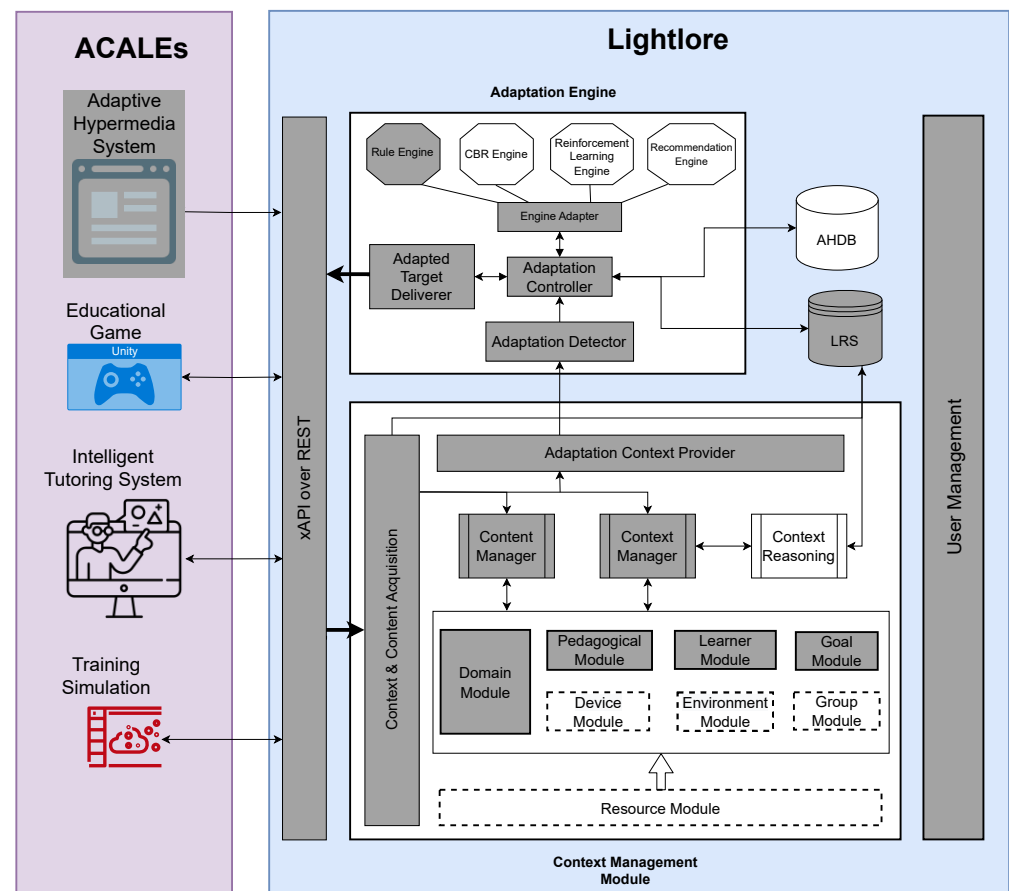 ACALEs
Lightlore
Adaptive
Hypermedia
System
Educational
Game
Unity
Intelligent
Tutoring System
Training
Simulation
xAPI over REST
Adaptation Engine
Rule Engine
CBR Engine
Reinforcement
Learning
Engine
Recommendation
Engine
Engine Adapter
Adapted
Target
Deliverer
Adaptation
Controller
Adaptation Detector
AHDB
LRS
User Management
Context & Content Acquisition
Adaptation Context Provider
Content
Manager
Context
Manager
Context
Reasoning
Domain
Module
Pedagogical
Module
Learner
Module
Goal
Module
Device
Module
Environment
Module
Group
Module
Resource Module
Context Management
Module